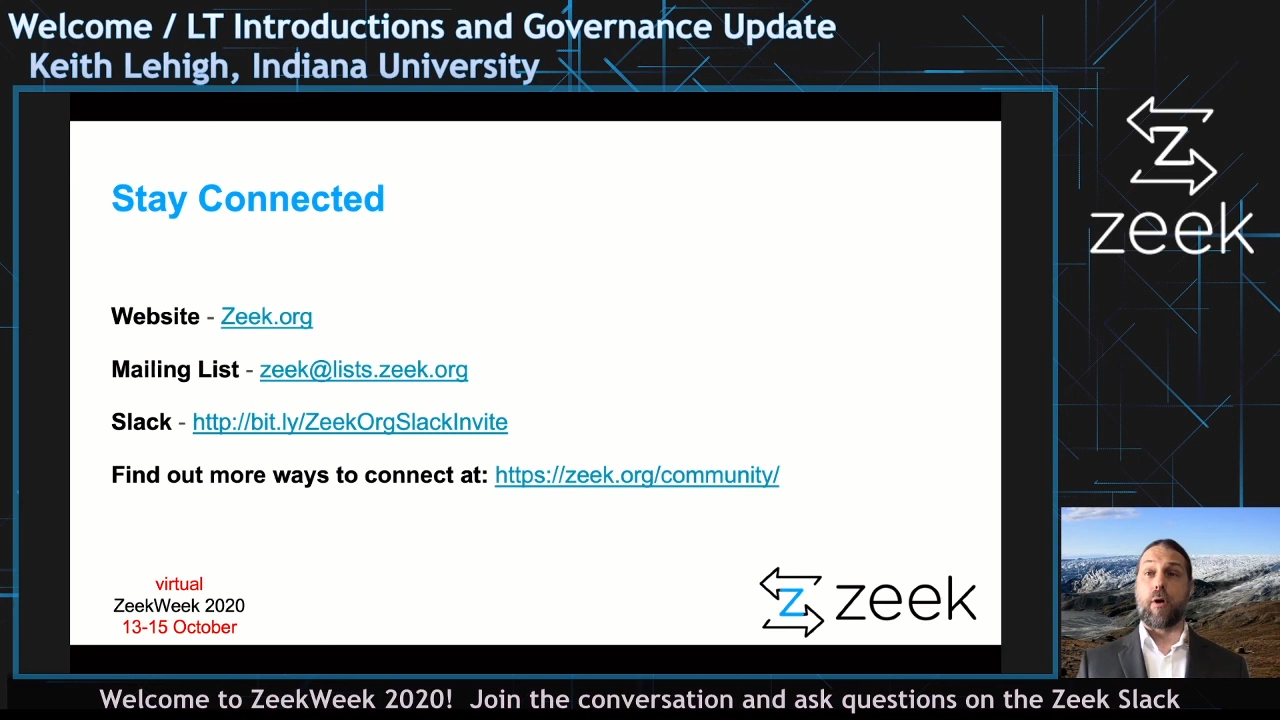 Welcome / LT Introductions and Governance Update
Keith Lehigh, Indiana University
zeek
Stay Connected
Website - Zeek.org
Mailing List - zeek@lists.zeek.org
Slack - http://bit.ly/ZeekOrgSlackInvite
Find out more ways to connect at: https://zeek.org/community/
virtual
ZeekWeek 2020
13-15 October
zeek
Welcome to ZeekWeek 2020! Join the conversation and ask questions on the Zeek Slack